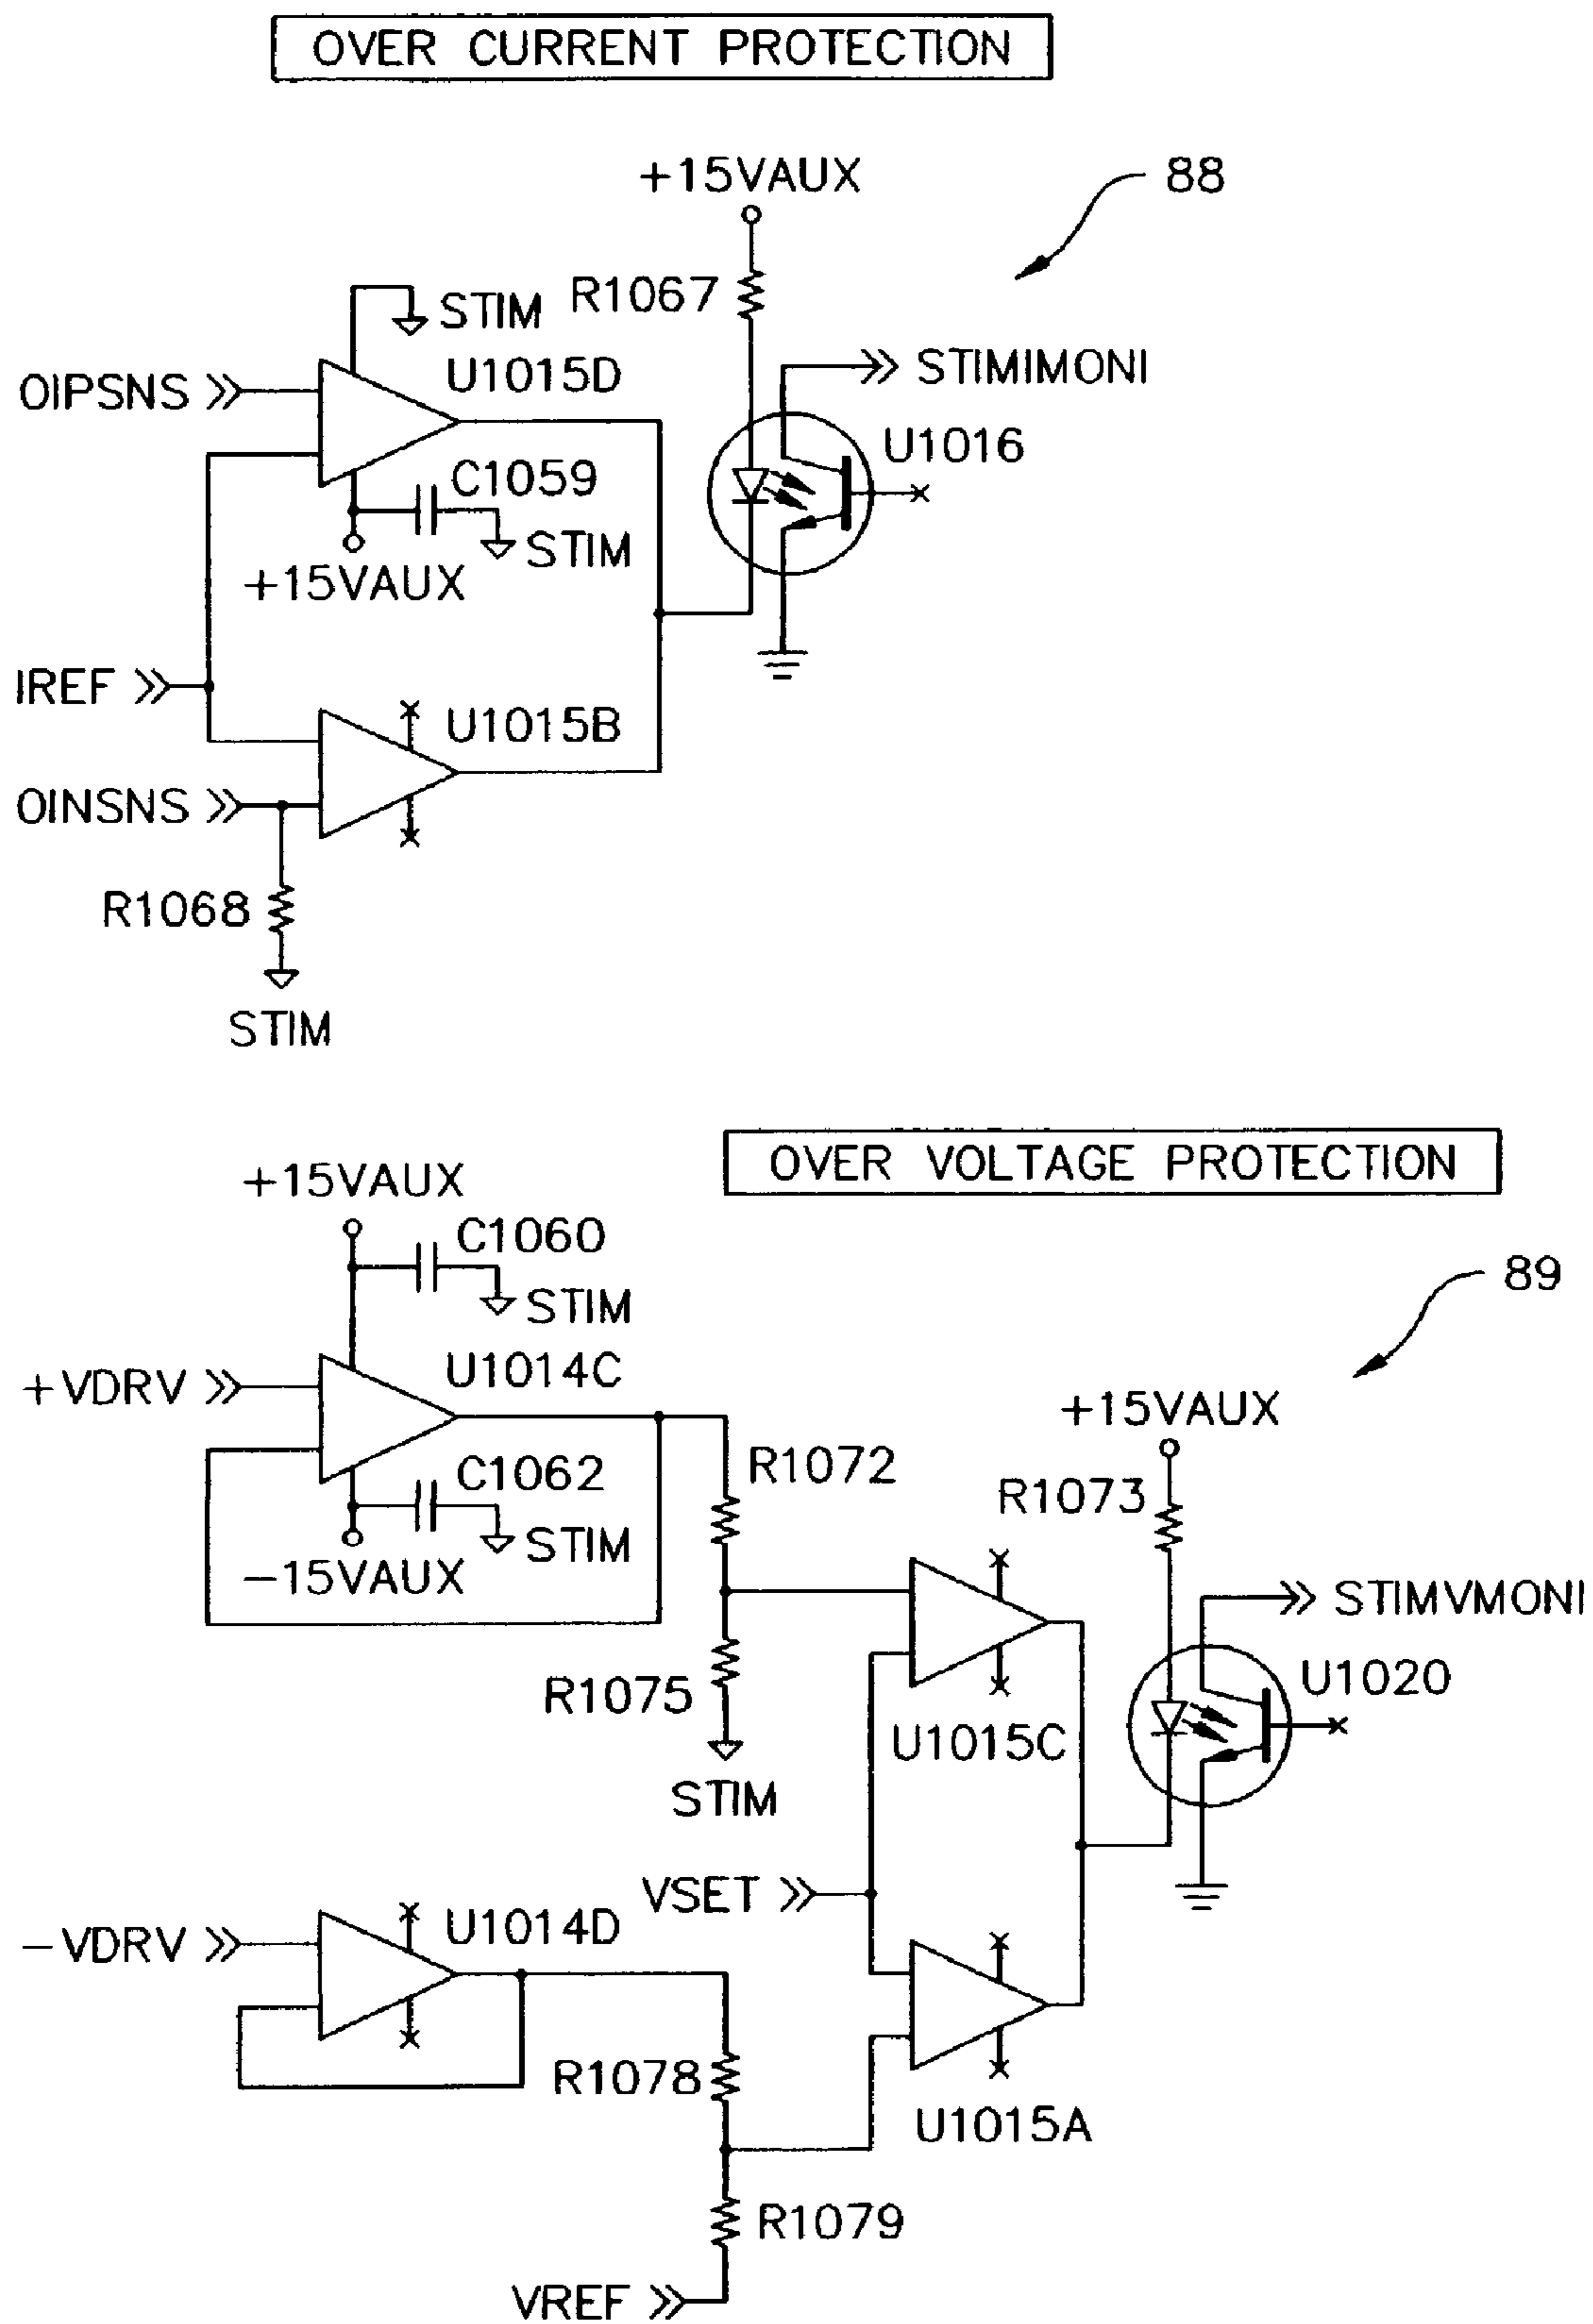 OVER CURRENT PROTECTION
+15VAUX
88
R1067
STIM
U1015D
OIPSNS
STIMIMONI
U1016
C1059
STIM
+15VAUX
IREF
U1015B
OINSNS
R1068
STIM
OVER VOLTAGE PROTECTION
+15VAUX
C1060
STIM
89
U1014C
+VDRV
+15VAUX
R1072
C1062
R1073
STIM
-15VAUX
STIMVMONI
R1075
U1020
U1015C
STIM
VSET
U1014D
-VDRV
R1078
U1015A
R1079
VREF